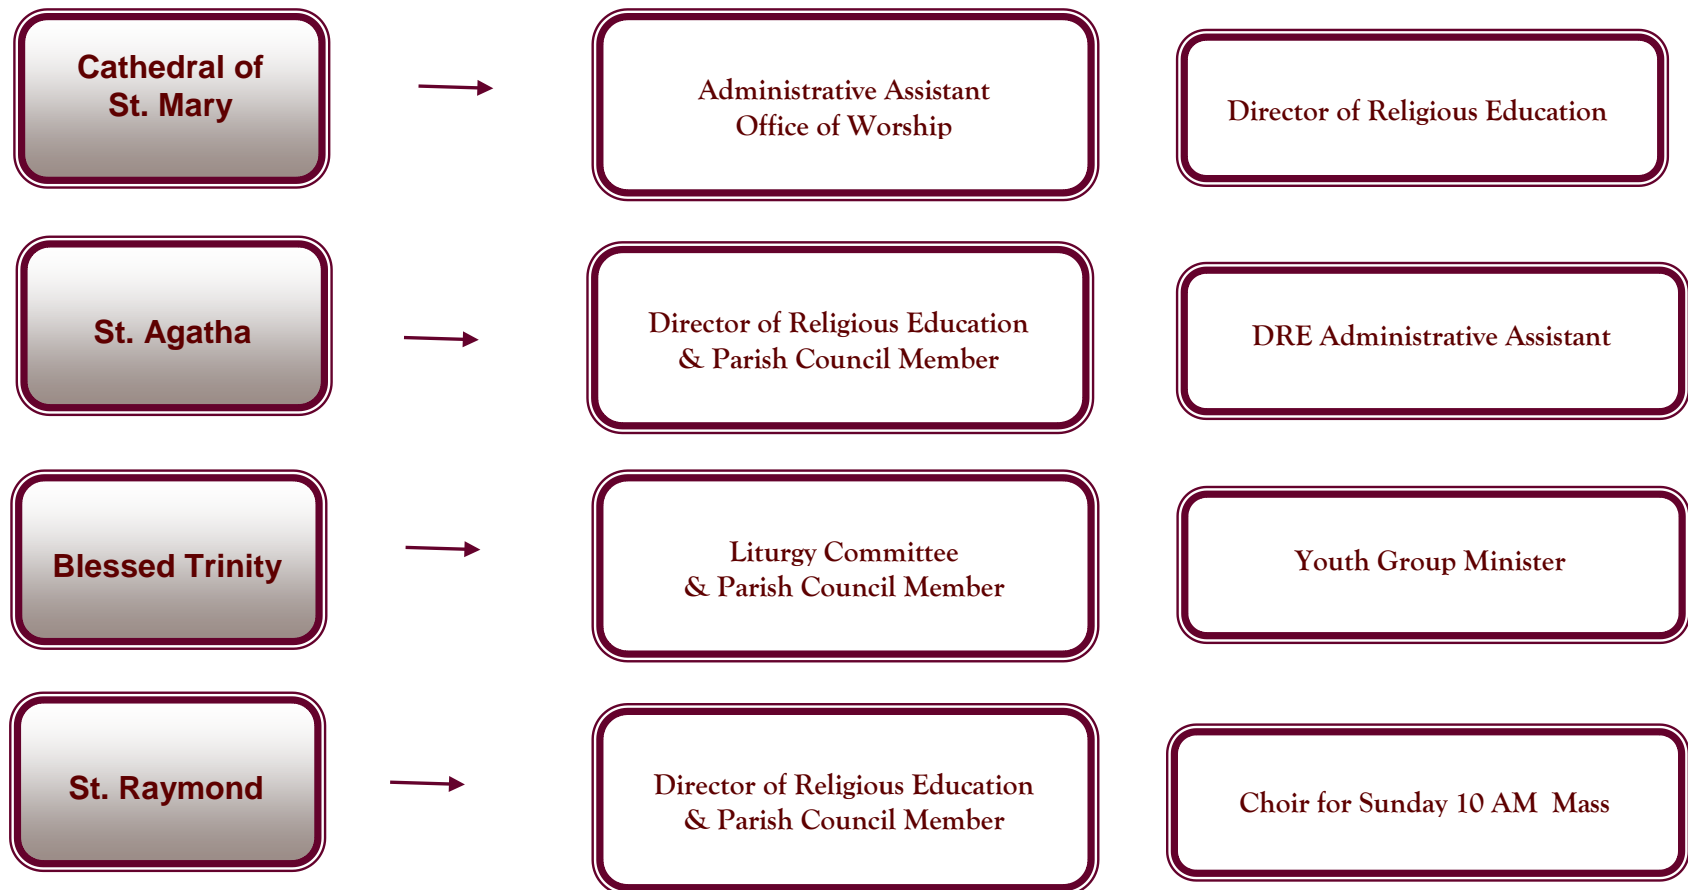 Cathedral of
St. Mary
Administrative Assistant
Office of Worship
Director of Religious Education
St. Agatha
Director of Religious Education
& Parish Council Member
DRE Administrative Assistant
Blessed Trinity
Liturgy Committee
& Parish Council Member
Youth Group Minister
St. Raymond
Director of Religious Education
& Parish Council Member
Choir for Sunday 10 AM  Mass